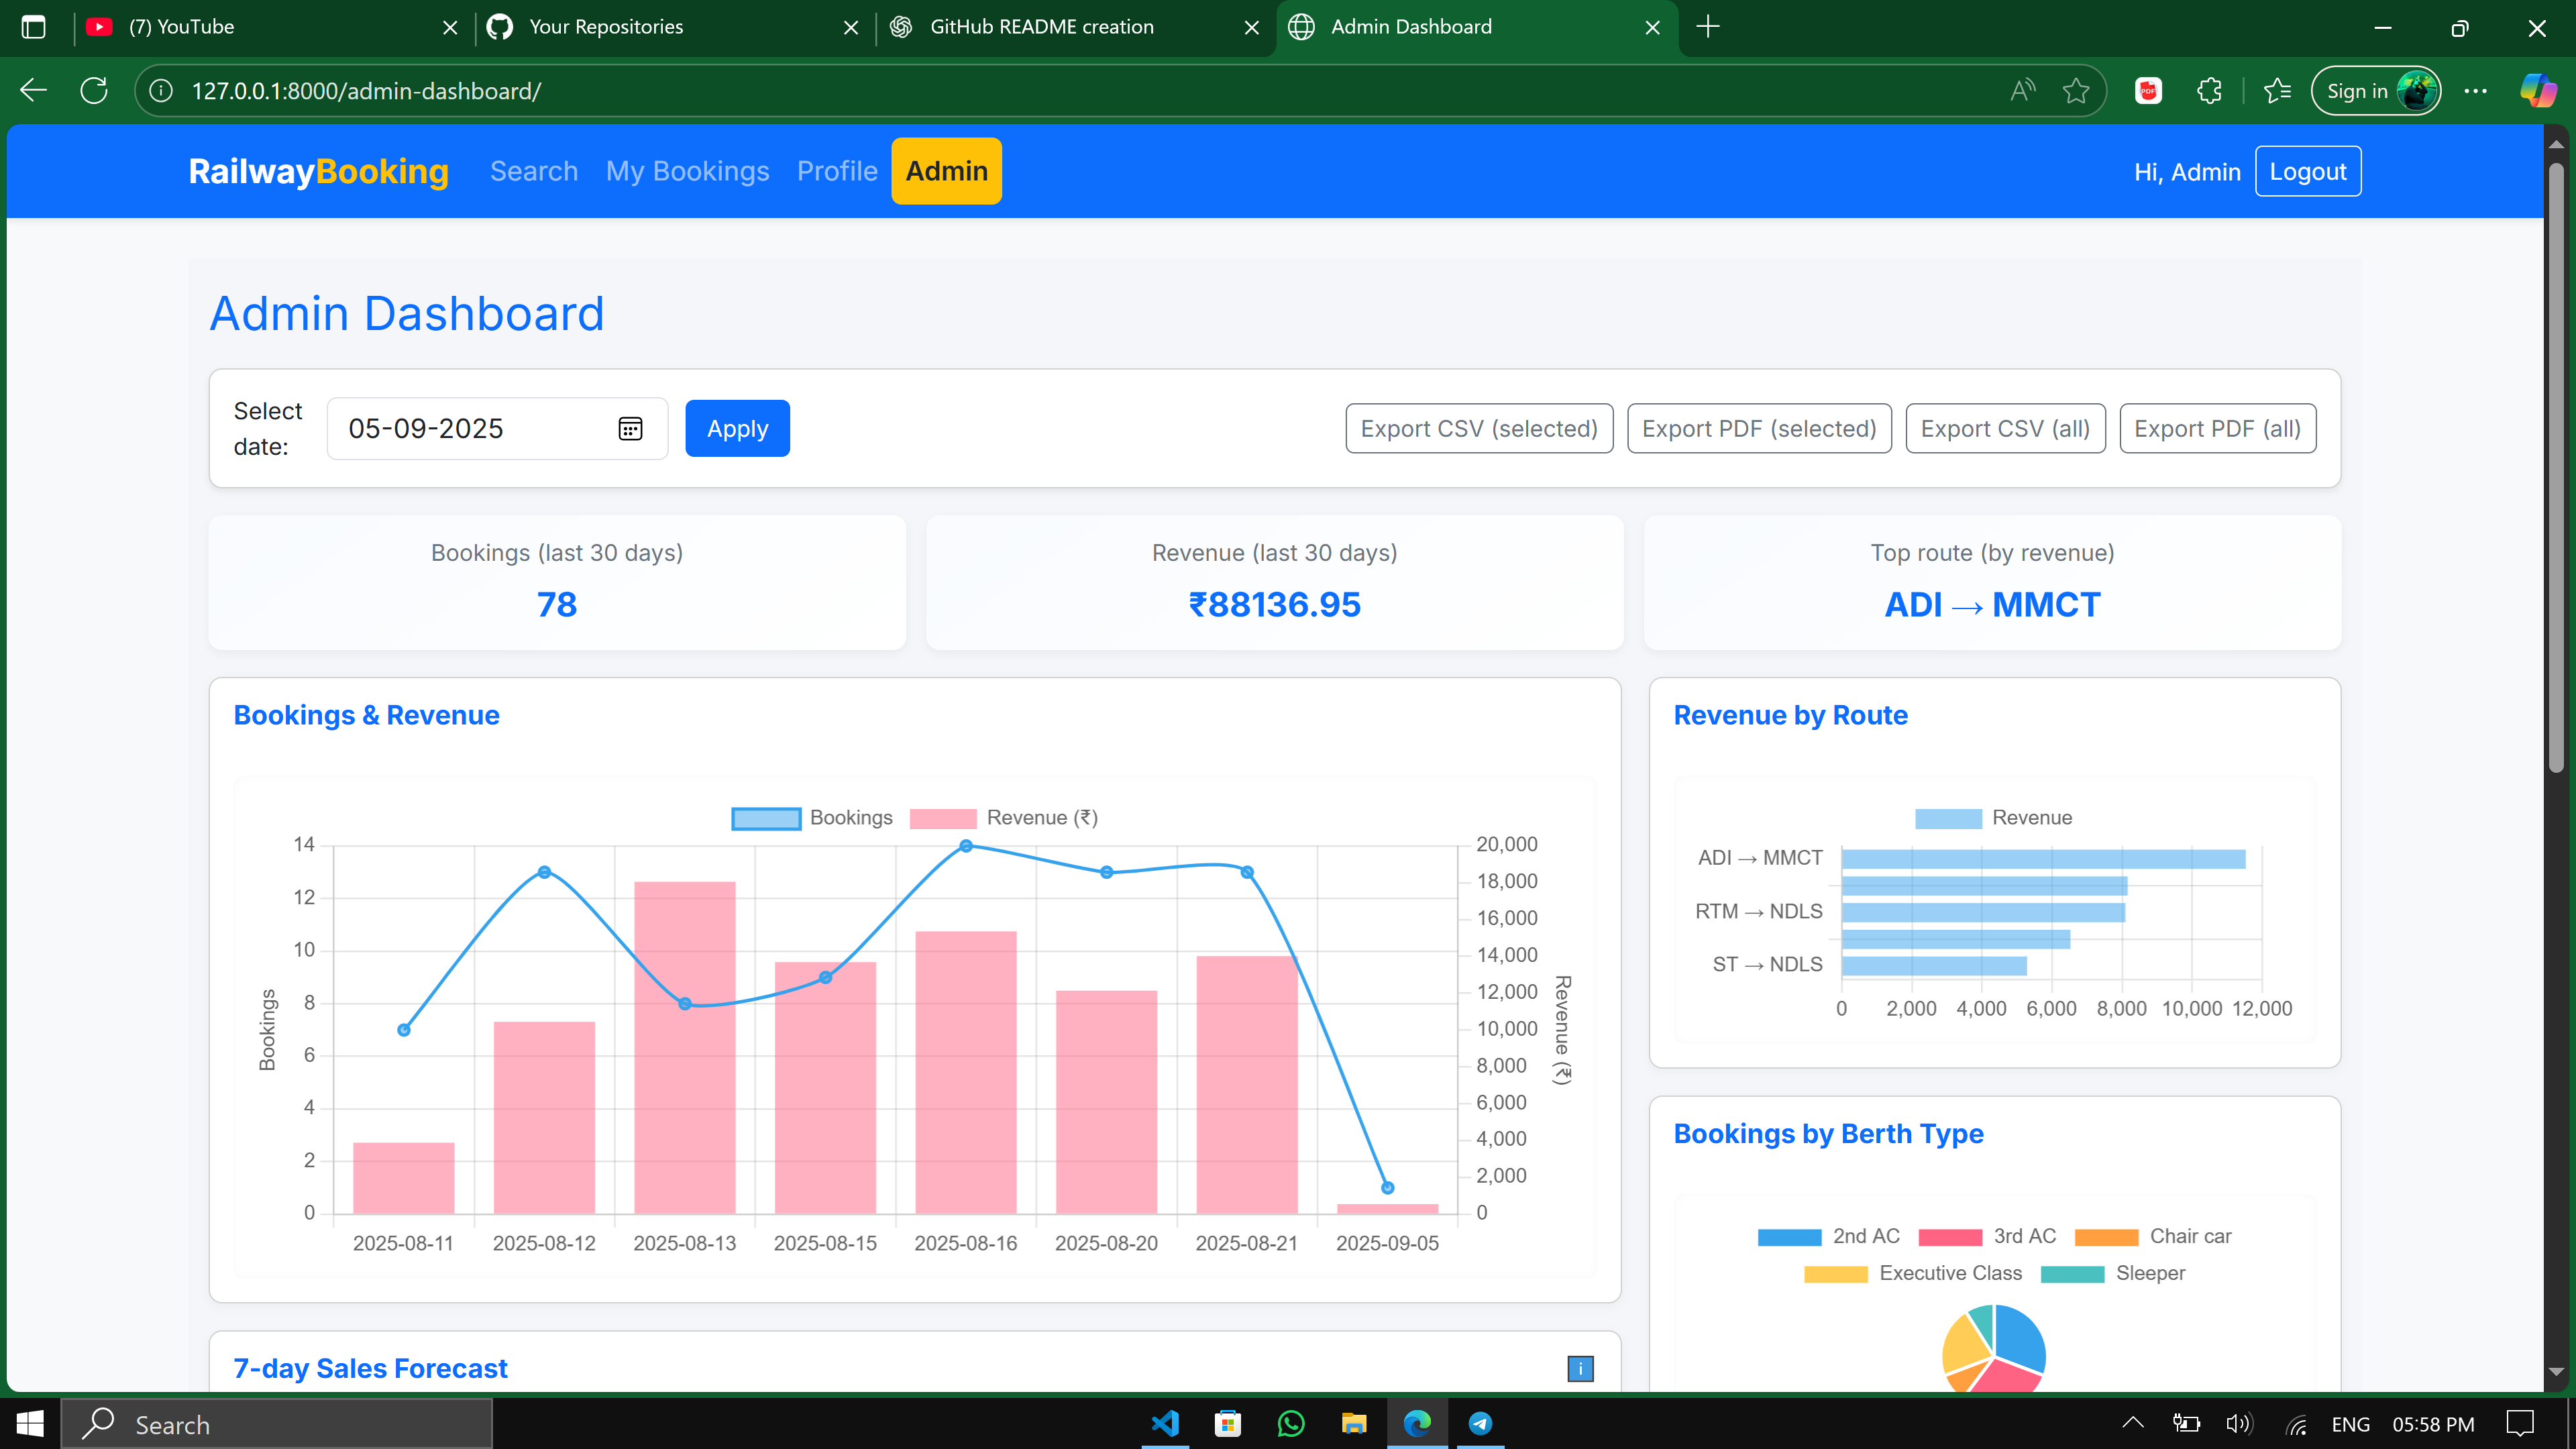 (7) YouTube
Your Repositories
GitHub README creation
Admin Dashboard
127.0.0.1:8000/admin-dashboard/
Sign in
RailwayBooking
Search
My Bookings
Profile
Admin
Hi, Admin
Logout
Admin Dashboard
Select
date:
05-09-2025
Apply
Export CSV (selected)
Export PDF (selected)
Export CSV (all)
Export PDF (all)
Bookings (last 30 days)
78
Revenue (last 30 days)
₹88136.95
Top route (by revenue)
ADI → MMCT
Bookings & Revenue
Bookings
Revenue (₹)
14
12
10
8
6
4
2
0
Bookings
20,000
18,000
16,000
14,000
12,000
10,000
8,000
6,000
4,000
2,000
0
Revenue (₹)
2025-08-11
2025-08-12
2025-08-13
2025-08-15
2025-08-16
2025-08-20
2025-08-21
2025-09-05
Revenue by Route
Revenue
ADI → MMCT
RTM → NDLS
ST → NDLS
0
2,000
4,000
6,000
8,000
10,000
12,000
Bookings by Berth Type
2nd AC
3rd AC
Chair car
Executive Class
Sleeper
7-day Sales Forecast
i
Search
ENG
05:58 PM